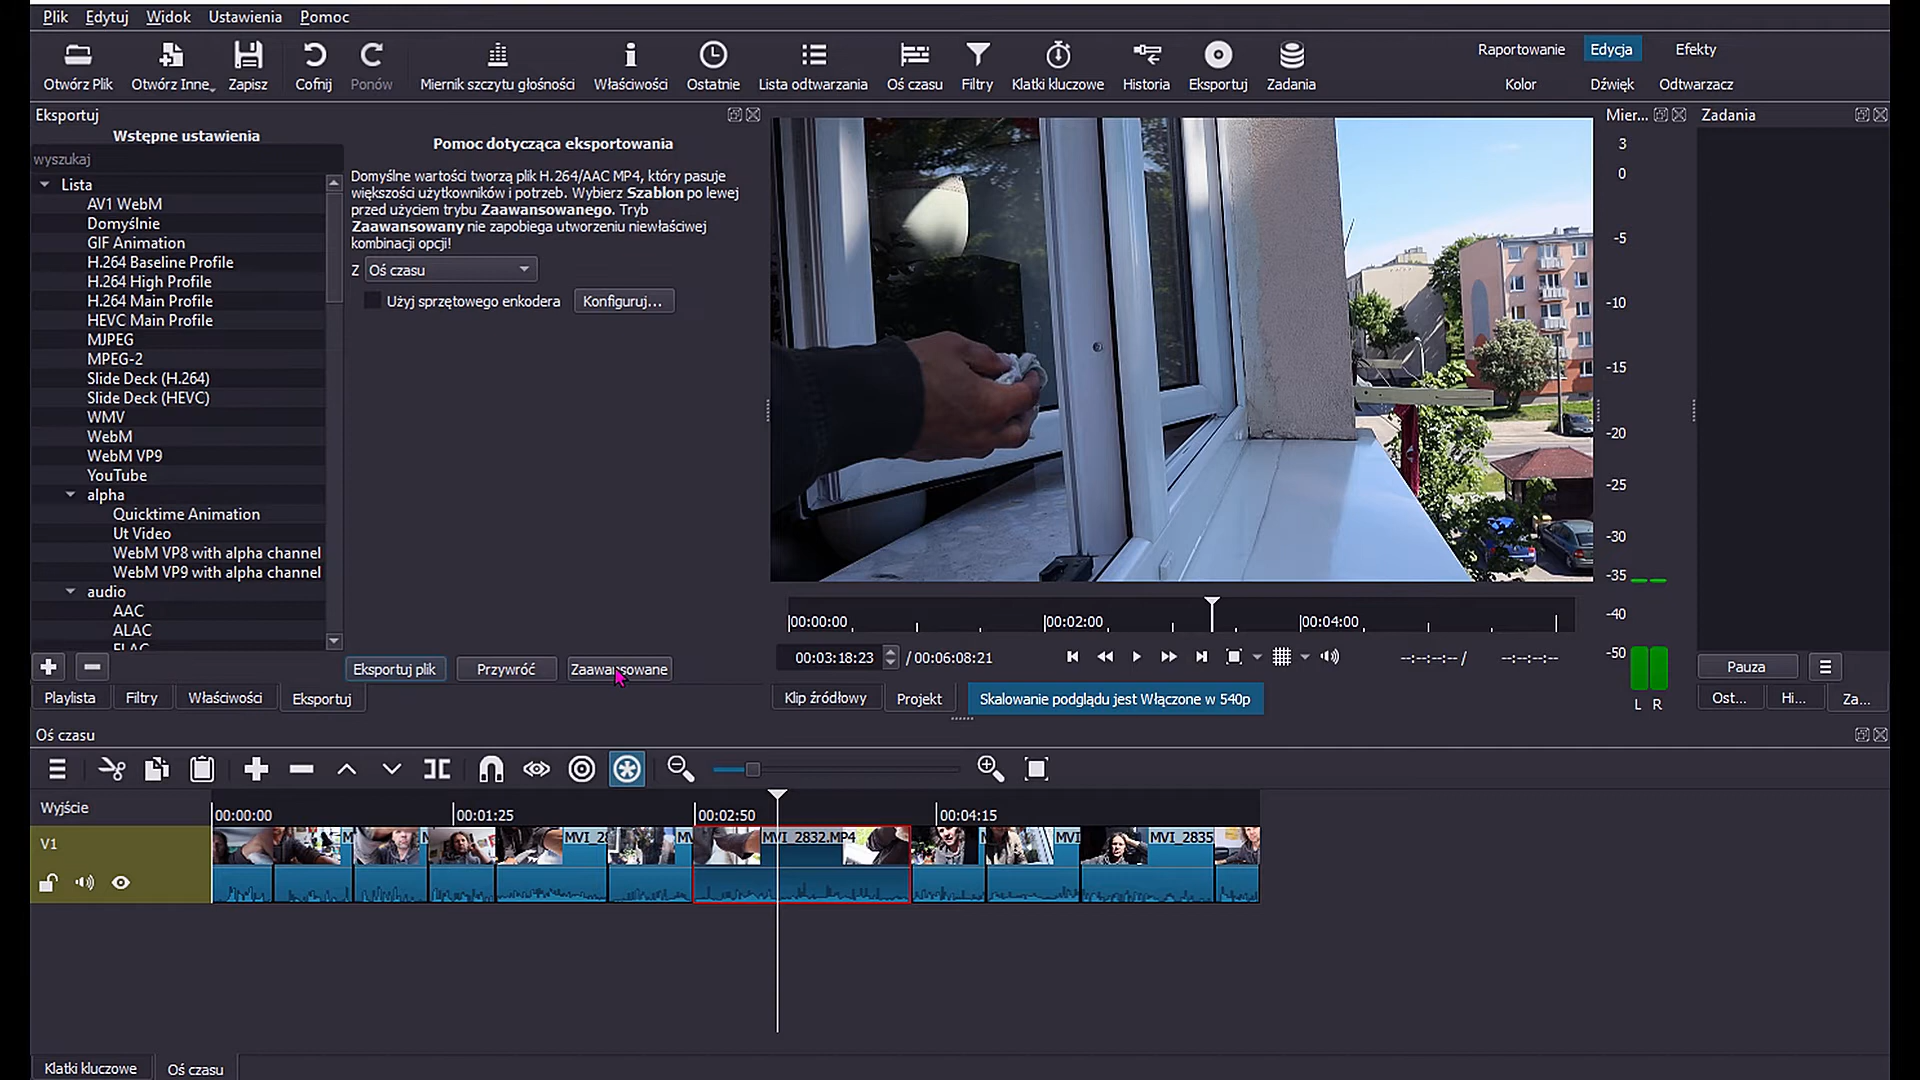 Plik Edytuj Widok Ustawienia Pomoc
Otwórz Plik Otwórz Inne Zapisz Cofnij Ponów Miernik szczytu głośności Właściwości Ostatnie Lista odtwarzania Oś czasu Filtry Klatki kluczowe Historia Eksportuj Zadania
Raportowanie Edycja Efekty
Kolor Dźwięk Odtwarzacz
Eksportuj
Wstępne ustawienia
wyszukaj
Lista
AV1 WebM
Domyślnie
GIF Animation
H.264 Baseline Profile
H.264 High Profile
H.264 Main Profile
HEVC Main Profile
MJPEG
MPEG-2
Slide Deck (H.264)
Slide Deck (HEVC)
WMV
WebM
WebM VP9
YouTube
alpha
Quicktime Animation
Ut Video
WebM VP8 with alpha channel
WebM VP9 with alpha channel
audio
AAC
ALAC
FLAC
Pomoc dotycząca eksportowania
Domyślne wartości tworzą plik H.264/AAC MP4, który pasuje
większości użytkowników i potrzeb. Wybierz Szablon po lewej
przed użyciem trybu Zaawansowanego. Tryb
Zaawansowany nie zapobiega utworzeniu niewłaściwej
kombinacji opcji!
Z Oś czasu
Użyj sprzętowego enkodera Konfiguruj...
Eksportuj plik Przywróć Zaawansowane
Playlista Filtry Właściwości Eksportuj
00:00:00 00:02:00 00:04:00
00:03:18:23 / 00:06:08:21 --:--:--:-- / --:--:--:--
Klip źródłowy Projekt Skalowanie podglądu jest Włączone w 540p
Mier...
3
0
-5
-10
-15
-20
-25
-30
-35
-40
-50
L R
Zadania
Pauza
Ost... Hi... Za...
Oś czasu
Wyjście
00:00:00 00:01:25 00:02:50 00:04:15
V1
M MVI_28 MV MVI_2832.MP4 MVI MVI_2835
Klatki kluczowe Oś czasu